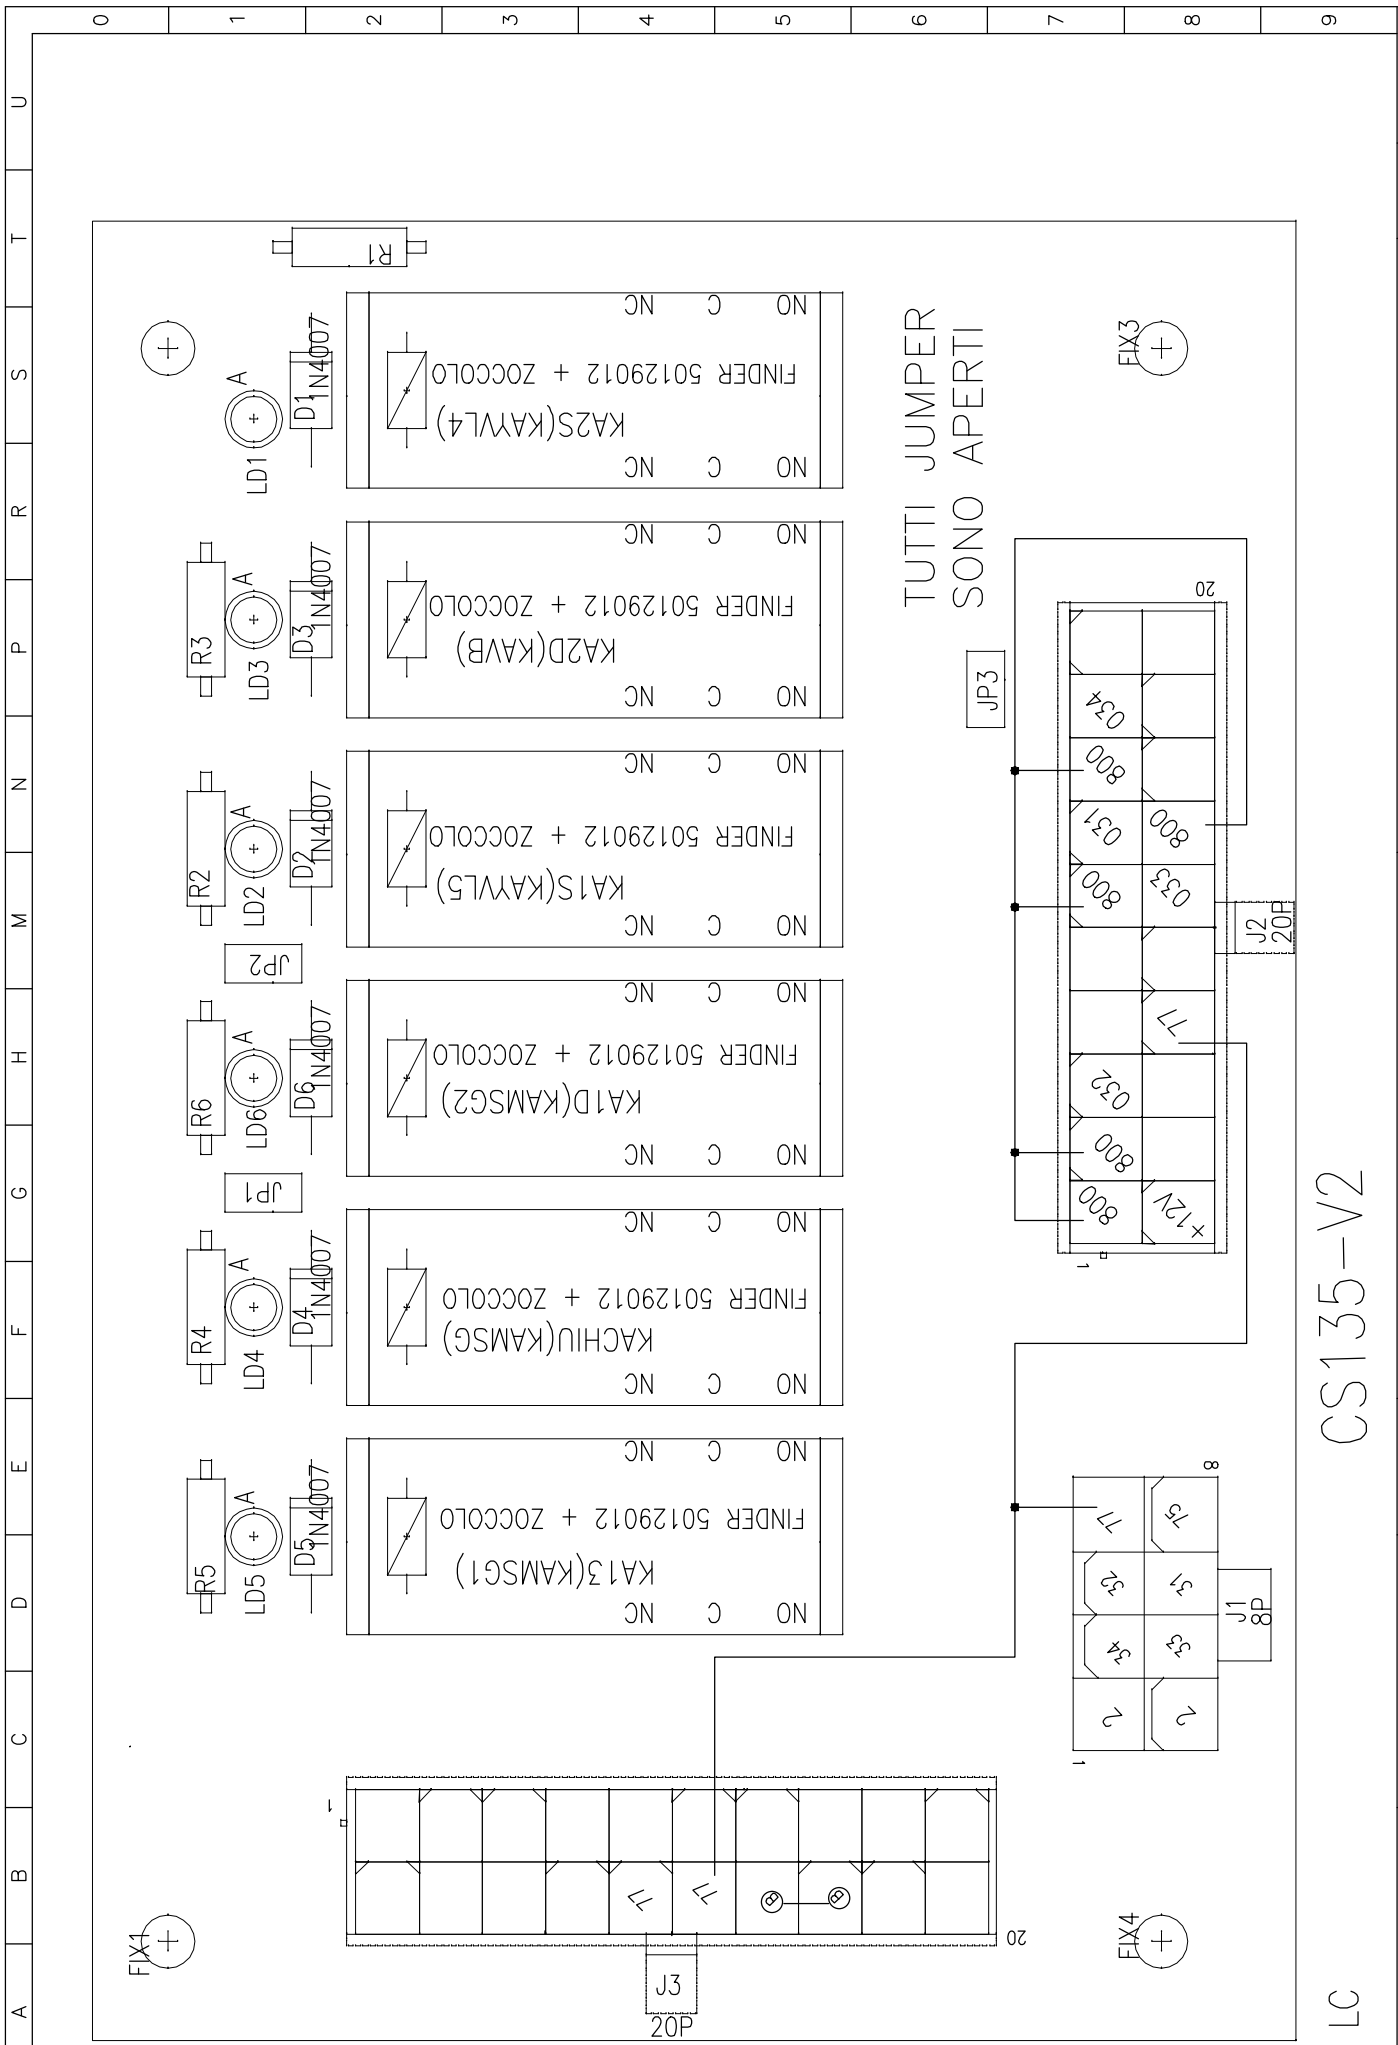 0 1 2 3 4 5 6 7 8 9
U
T
S
R
P
N
M
H
G
F
E
D
C
B
A
R1
LD1
A
D1
1N4007
NC C NO
FINDER 50129012 + ZOCCOLO
KA2S(KAYVL4)
NC C NO
TUTTI JUMPER
SONO APERTI
FIX3
R3
LD3
A
D3
1N4007
NC C NO
FINDER 50129012 + ZOCCOLO
KA2D(KAVB)
NC C NO
JP3
R2
LD2
A
D2
1N4007
NC C NO
FINDER 50129012 + ZOCCOLO
KA1S(KAYVL5)
NC C NO
JP2
R6
LD6
A
D6
1N4007
NC C NO
FINDER 50129012 + ZOCCOLO
KA1D(KAMSG2)
NC C NO
JP1
R4
LD4
A
D4
1N4007
NC C NO
FINDER 50129012 + ZOCCOLO
KACHIU(KAMSG)
NC C NO
R5
LD5
A
D5
1N4007
NC C NO
FINDER 50129012 + ZOCCOLO
KA13(KAMSG1)
NC C NO
20
034
800
031
800
800
033
77
032
800
800
+12V
1
J2
20P
8
77
75
32
31
34
33
2
2
1
J1
8P
1
77
77
B
B
20
J3
20P
FIX1
FIX4
CS135-V2
LC